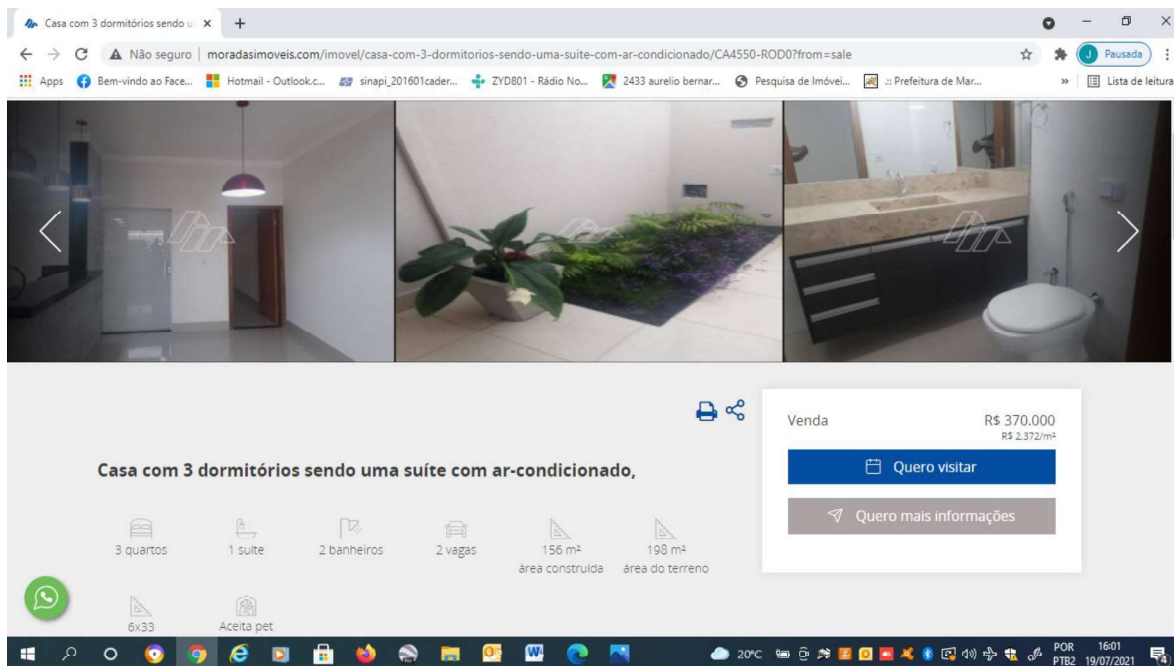 Casa com 3 dormitórios sendo u
Não seguro | moradasimoveis.com/imovel/casa-com-3-dormitorios-sendo-uma-suite-com-ar-condicionado/CA4550-ROD0?from=sale
J Pausada
Apps Bem-vindo ao Face... Hotmail - Outlook.c... sinapi_201601cader... ZYD801 - Rádio No... 2433 aurelio bernar... Pesquisa de Imóvei... .:: Prefeitura de Mar... » Lista de leitura
Venda R$ 370.000
R$ 2.372/m²
Casa com 3 dormitórios sendo uma suíte com ar-condicionado,
Quero visitar
Quero mais informações
3 quartos 1 suíte 2 banheiros 2 vagas 156 m² 198 m²
área construída área do terreno
6x33 Aceita pet
20°C POR 16:01
PTB2 19/07/2021